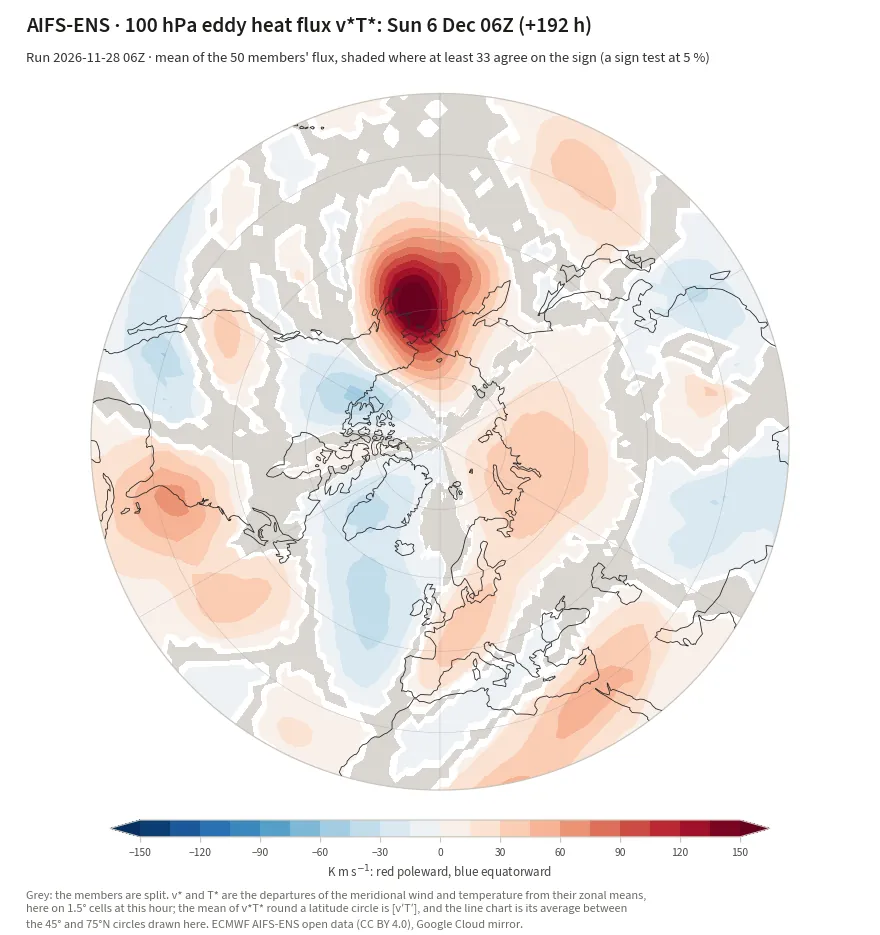 AIFS-ENS · 100 hPa eddy heat flux v*T*: Sun 6 Dec 06Z (+192 h)
Run 2026-11-28 06Z · mean of the 50 members' flux, shaded where at least 33 agree on the sign (a sign test at 5 %)
−150 −120 −90 −60 −30 0 30 60 90 120 150
K m s⁻¹: red poleward, blue equatorward
Grey: the members are split. v* and T* are the departures of the meridional wind and temperature from their zonal means,
here on 1.5° cells at this hour; the mean of v*T* round a latitude circle is [v′T′], and the line chart is its average between
the 45° and 75°N circles drawn here. ECMWF AIFS-ENS open data (CC BY 4.0), Google Cloud mirror.